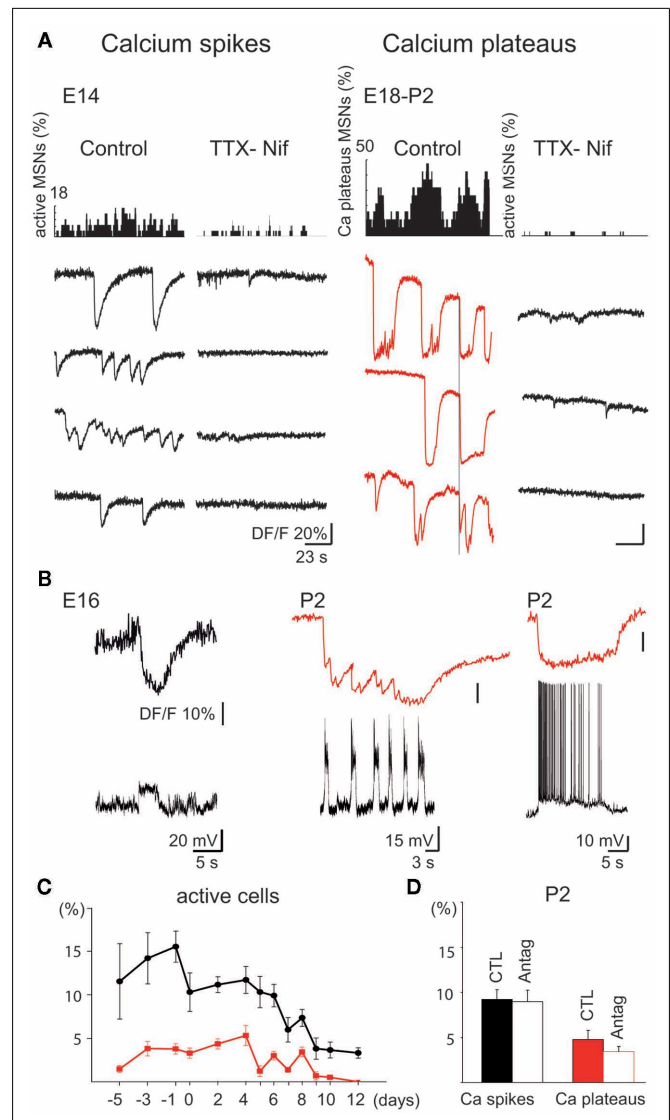 A
Calcium spikes
Calcium plateaus
E14
E18-P2
active MSNs (%)
18
Control
TTX- Nif
Ca plateaus MSNs (%)
50
Control
active MSNs (%)
TTX- Nif
DF/F 20%
23 s
B
E16
P2
P2
DF/F 10%
20 mV
5 s
15 mV
3 s
10 mV
5 s
C
active cells
(%)
15
10
5
-5 -3 -1 0 2 4 6 8 10 12 (days)
D
P2
(%)
15
10
5
CTL
Antag
CTL
Antag
Ca spikes
Ca plateaus